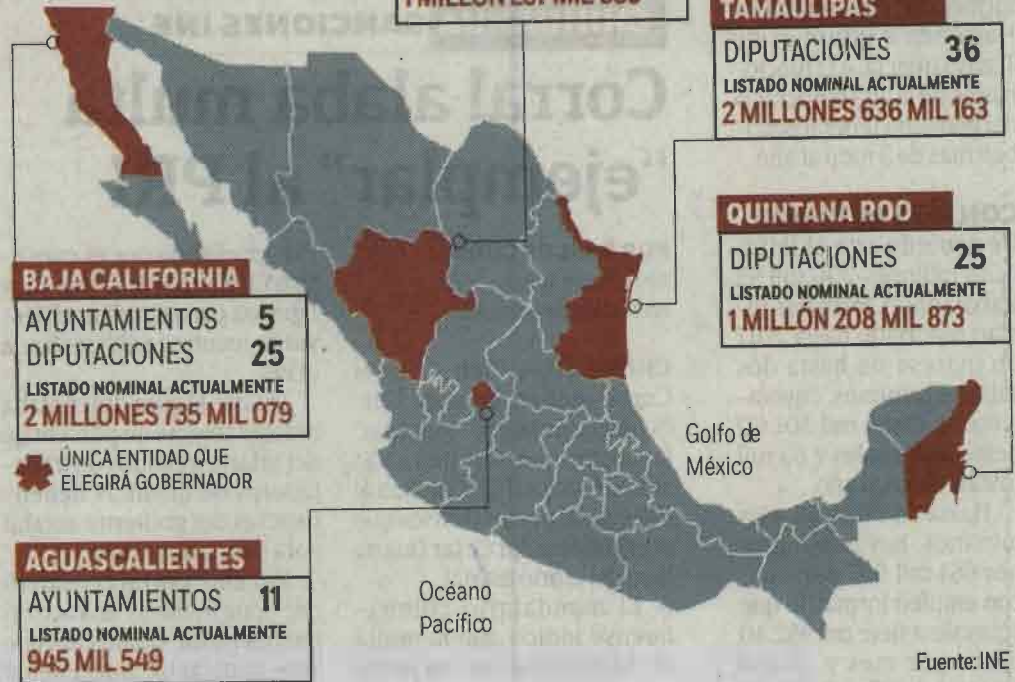 TAMAULIPAS
DIPUTACIONES 36
LISTADO NOMINAL ACTUALMENTE
2 MILLONES 636 MIL 163
QUINTANA ROO
DIPUTACIONES 25
LISTADO NOMINAL ACTUALMENTE
1 MILLÓN 208 MIL 873
BAJA CALIFORNIA
AYUNTAMIENTOS 5
DIPUTACIONES 25
LISTADO NOMINAL ACTUALMENTE
2 MILLONES 735 MIL 079
ÚNICA ENTIDAD QUE
ELEGIRÁ GOBERNADOR
AGUASCALIENTES
AYUNTAMIENTOS 11
LISTADO NOMINAL ACTUALMENTE
945 MIL 549
Golfo de
México
Océano
Pacífico
Fuente: INE